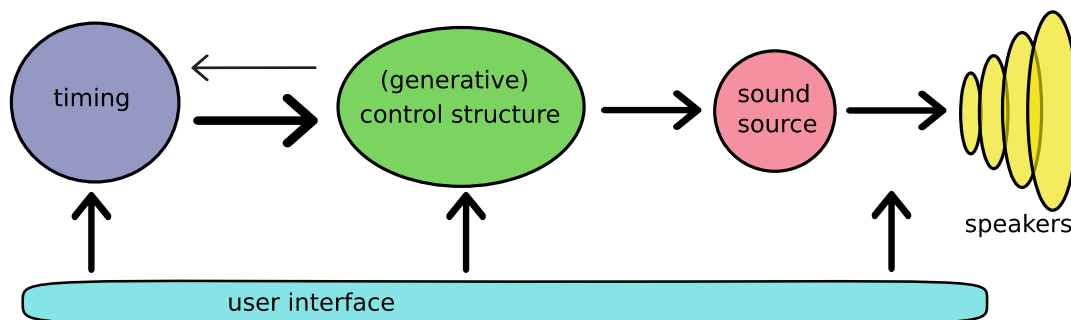 timing
(generative)
control structure
sound
source
speakers
user interface